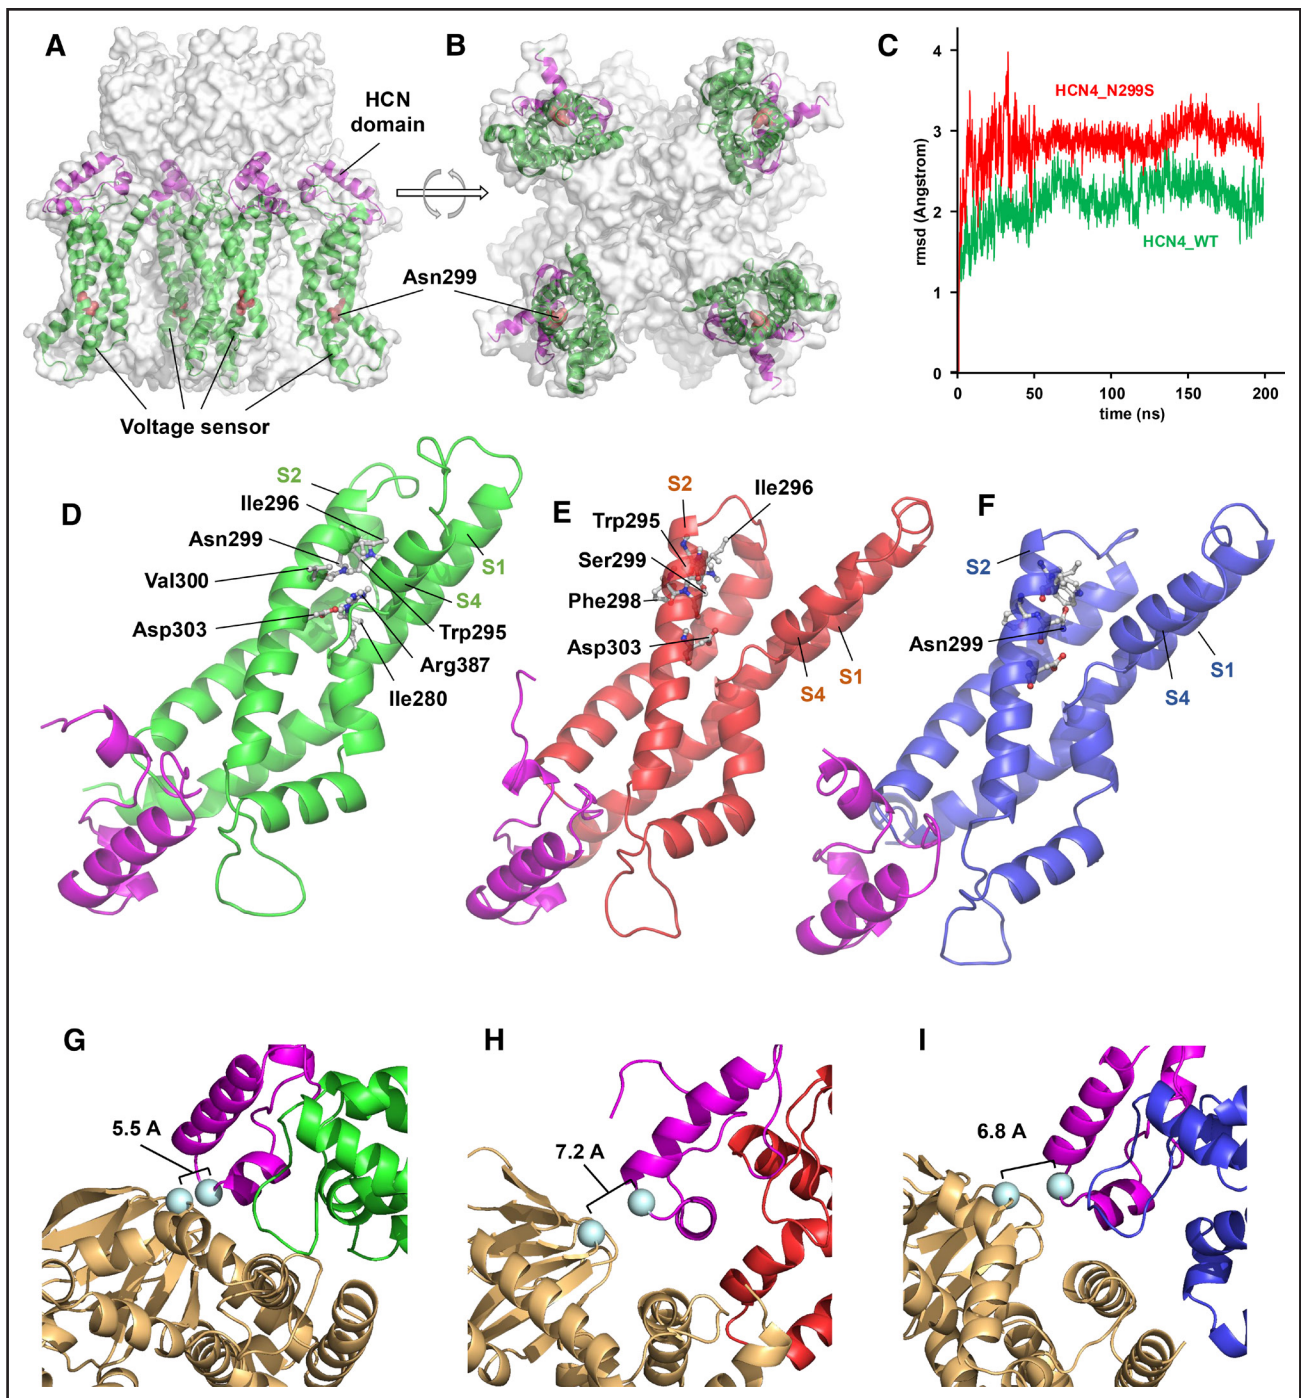 A
B
C
HCN
domain
Asn299
Voltage sensor
rmsd (Angstrom)
4
3
2
1
0
HCN4_N299S
HCN4_WT
0
50
100
150
200
time (ns)
D
S2
Ile296
Asn299
Val300
Asp303
S1
S4
Trp295
Arg387
Ile280
E
S2
Ile296
Trp295
Ser299
Phe298
Asp303
S1
S4
F
S2
Asn299
S1
S4
G
5.5 A
H
7.2 A
I
6.8 A